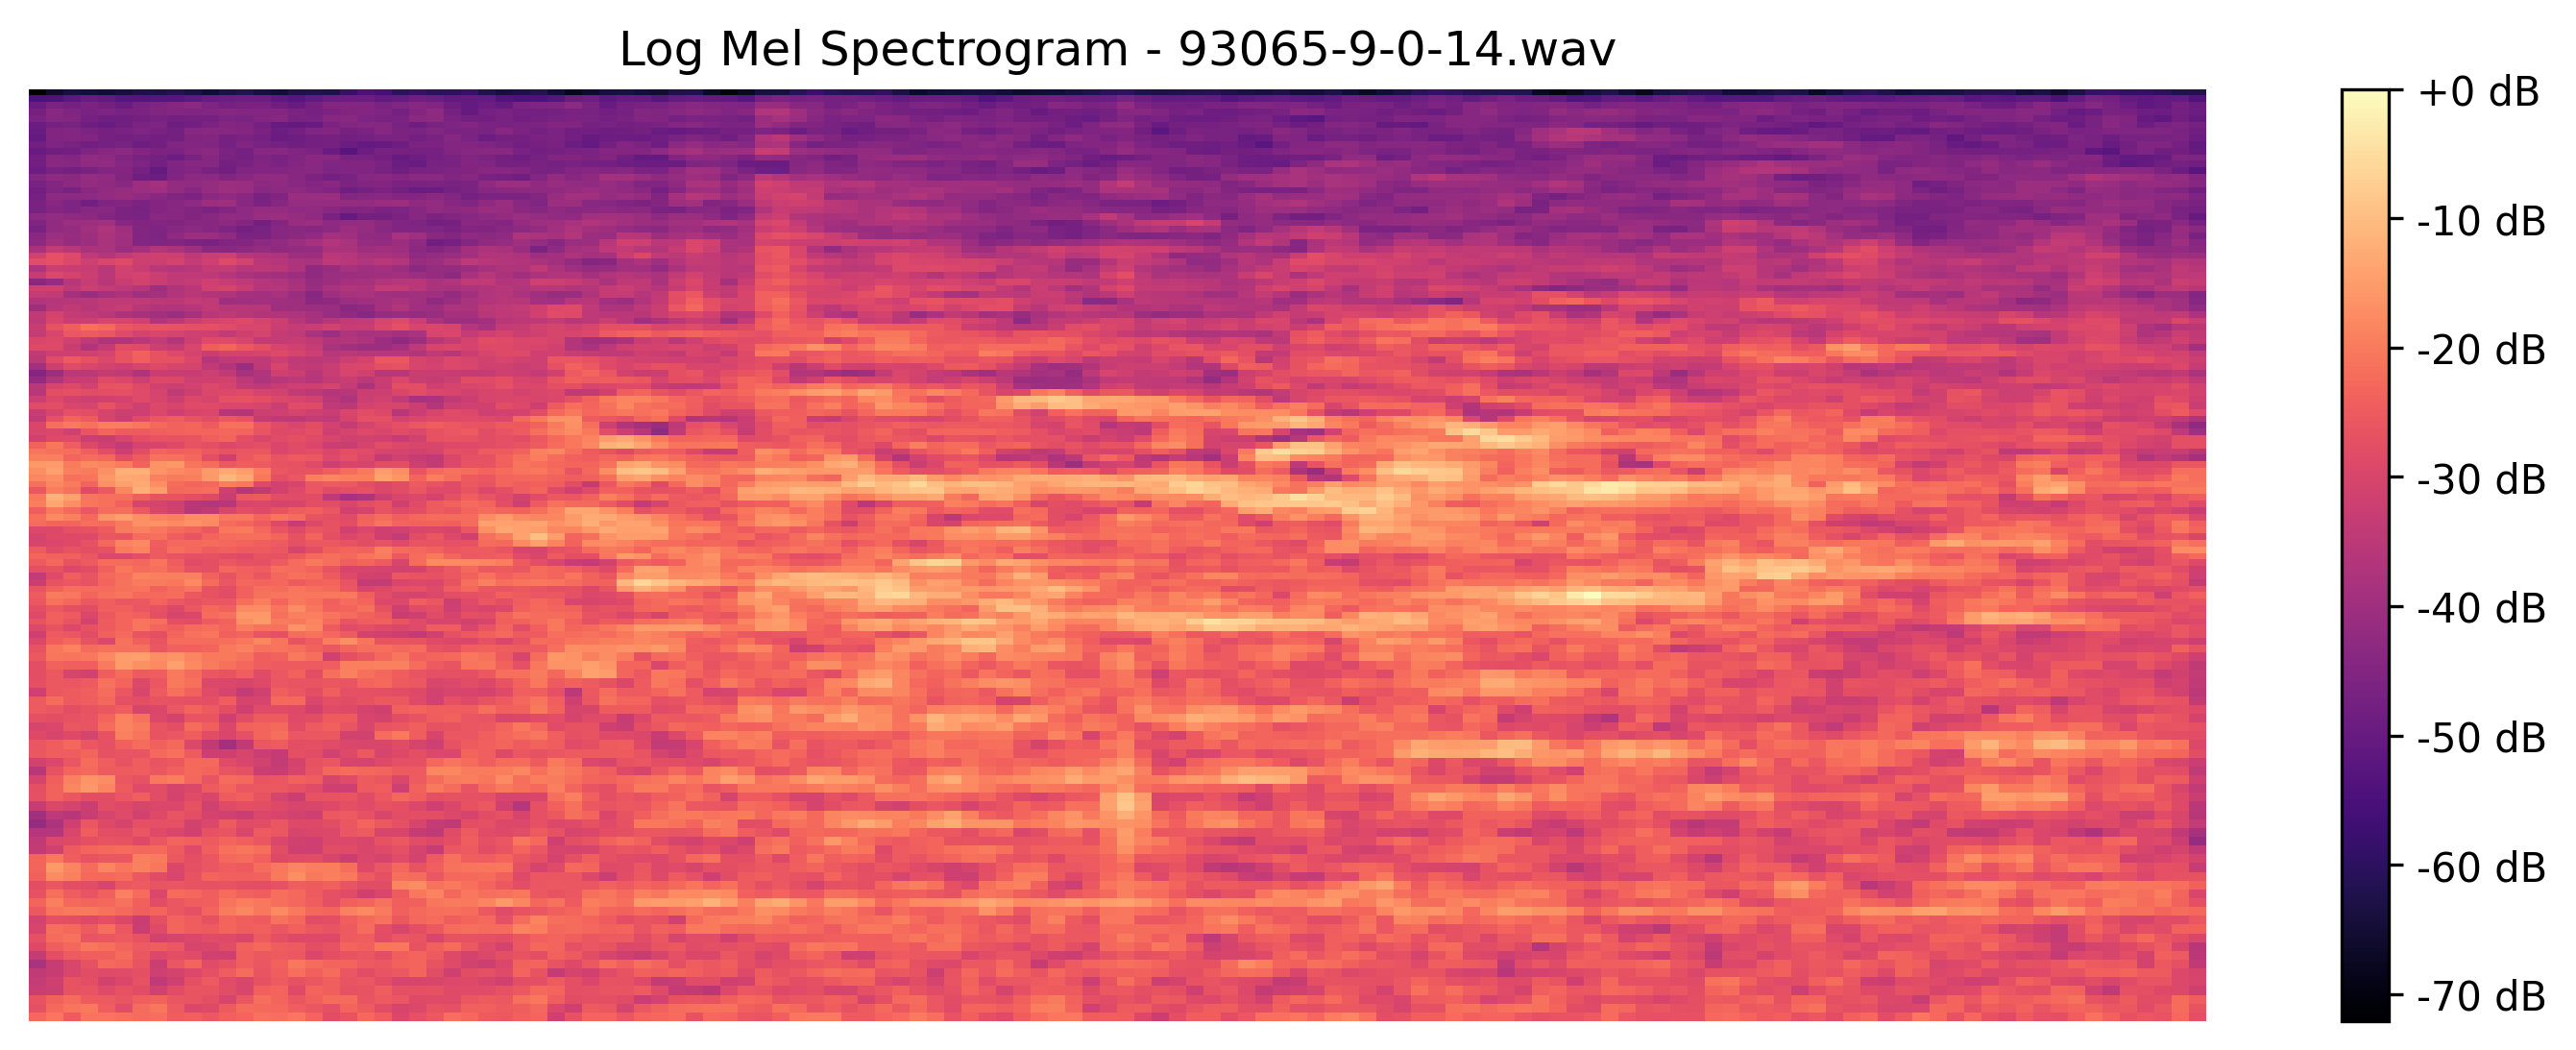 Log Mel Spectrogram - 93065-9-0-14.wav
+0 dB
-10 dB
-20 dB
-30 dB
-40 dB
-50 dB
-60 dB
-70 dB